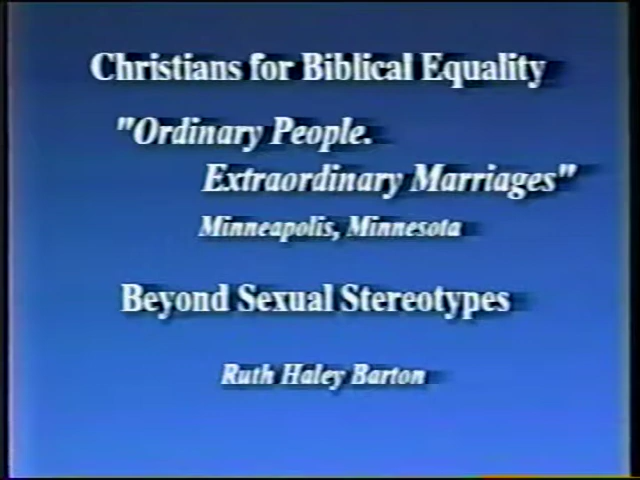 Christians for Biblical Equality
"Ordinary People.
Extraordinary Marriages"
Minneapolis, Minnesota
Beyond Sexual Stereotypes
Ruth Haley Barton